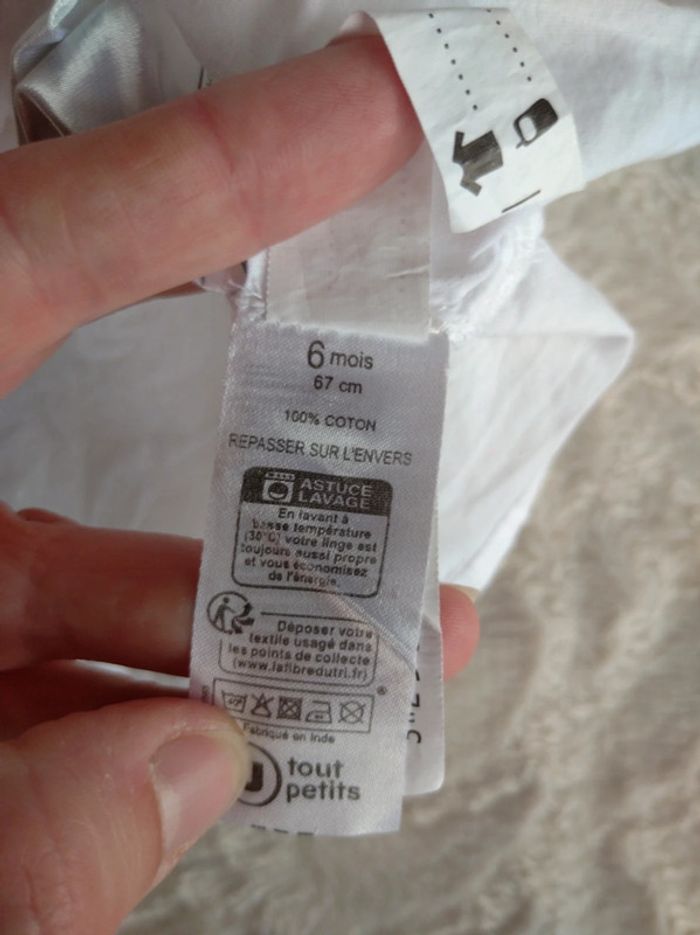 6 mois
67 cm
100% COTON
REPASSER SUR L'ENVERS
ASTUCE
LAVAGE
En lavant à
basse température
(30°C) votre linge est
toujours aussi propre
et vous économisez
de l'énergie.
Déposer votre
textile usagé dans
les points de collecte
(www.lafibredutri.fr)
®
Fabriqué en Inde
U
tout
petits